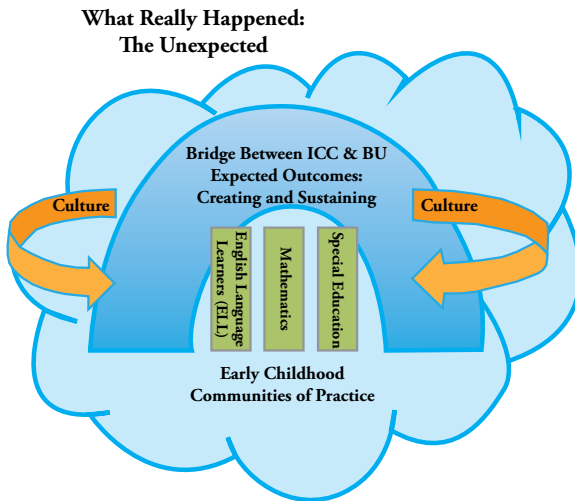 What Really Happened:
The Unexpected
Bridge Between ICC & BU
Expected Outcomes:
Creating and Sustaining
Culture
Culture
English Language
Learners (ELL)
Mathematics
Special Education
Early Childhood
Communities of Practice